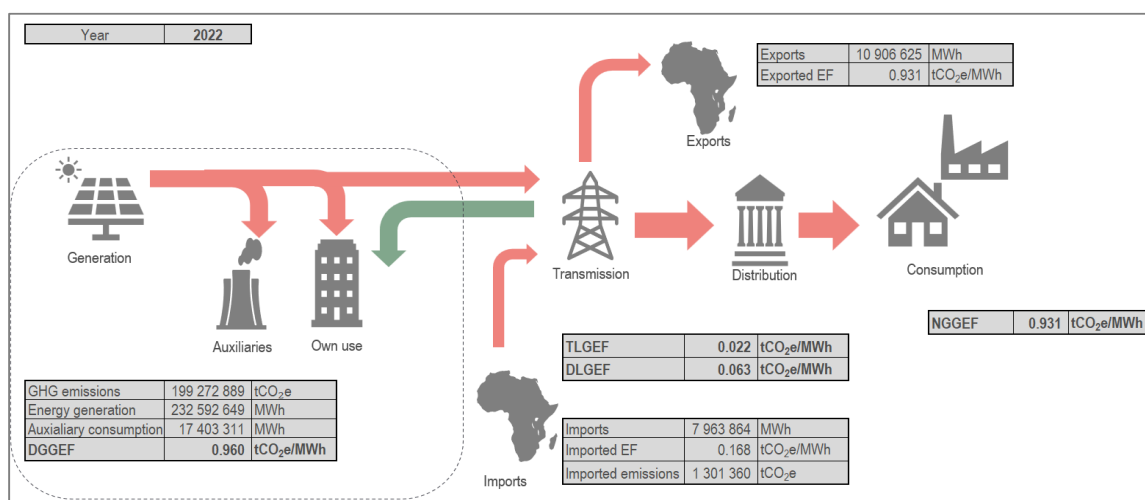 Year 2022
Exports 10 906 625 MWh
Exported EF 0.931 tCO₂e/MWh
Exports
Generation
Transmission
Distribution
Consumption
Auxiliaries
Own use
NGGEF 0.931 tCO₂e/MWh
TLGEF 0.022 tCO₂e/MWh
DLGEF 0.063 tCO₂e/MWh
GHG emissions 199 272 889 tCO₂e
Energy generation 232 592 649 MWh
Auxialiary consumption 17 403 311 MWh
DGGEF 0.960 tCO₂e/MWh
Imports
Imports 7 963 864 MWh
Imported EF 0.168 tCO₂e/MWh
Imported emissions 1 301 360 tCO₂e